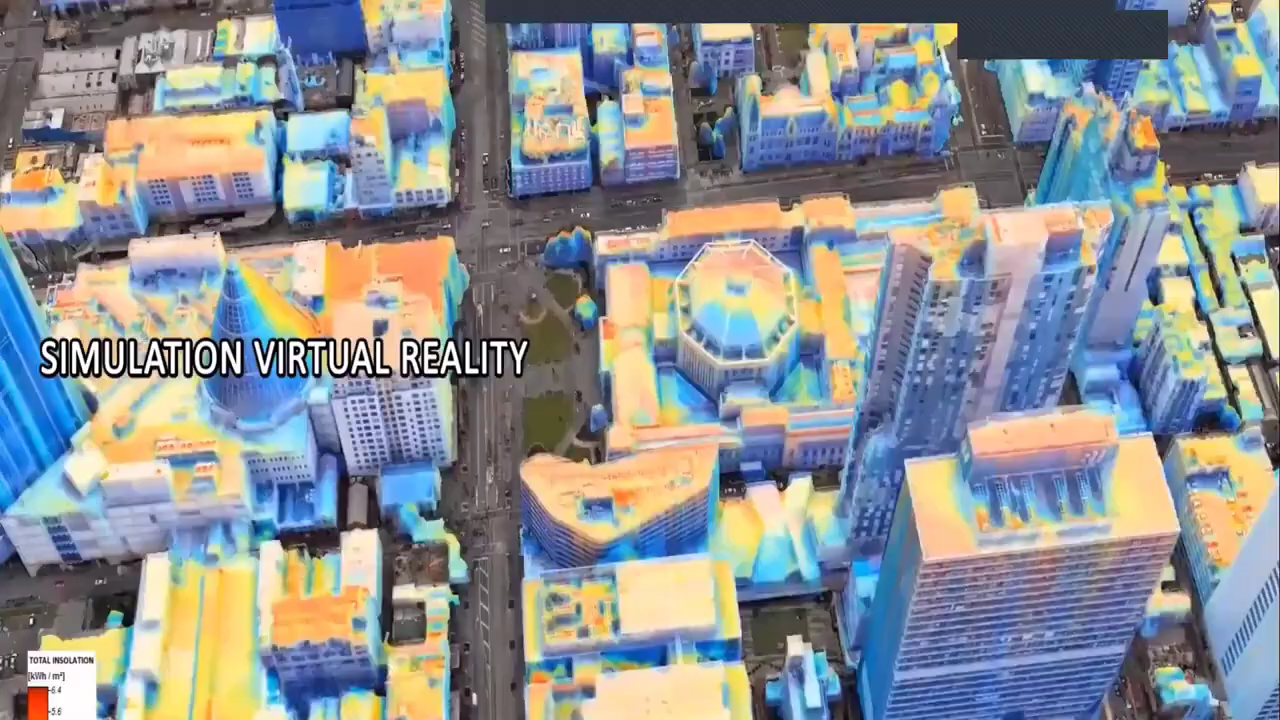 SIMULATION VIRTUAL REALITY
TOTAL INSOLATION
[kWh / m²]
6.4
5.6